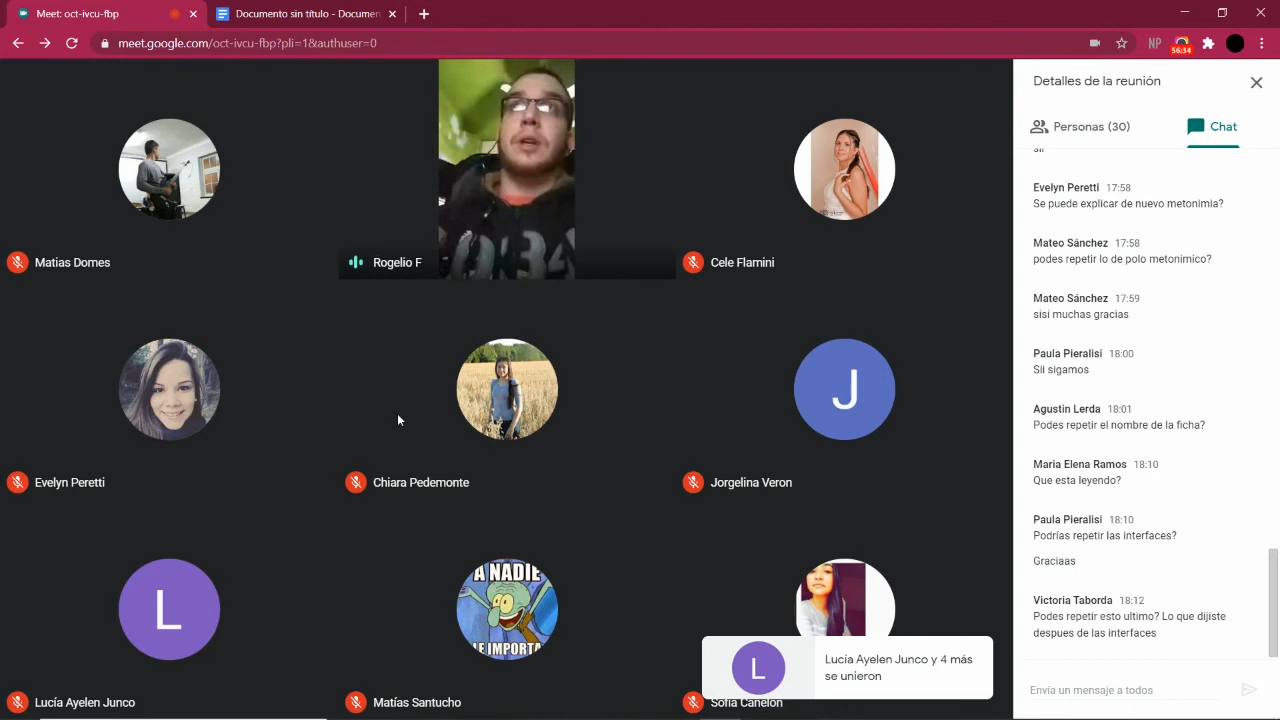 Meet: oct-ivcu-fbp
Documento sin título - Documen
meet.google.com/oct-ivcu-fbp?pli=1&authuser=0
NP
56:34
Detalles de la reunión
Personas (30)
Chat
Sii
Evelyn Peretti 17:58
Se puede explicar de nuevo metonimia?
Mateo Sánchez 17:58
podes repetir lo de polo metonimico?
Mateo Sánchez 17:59
sisi muchas gracias
Paula Pieralisi 18:00
Sii sigamos
Agustin Lerda 18:01
Podes repetir el nombre de la ficha?
Maria Elena Ramos 18:10
Que esta leyendo?
Paula Pieralisi 18:10
Podrías repetir las interfaces?
Graciaas
Victoria Taborda 18:12
Podes repetir esto ultimo? Lo que dijiste
despues de las interfaces
Envía un mensaje a todos
Matias Domes
Rogelio F
Cele Flamini
Evelyn Peretti
Chiara Pedemonte
J
Jorgelina Veron
L
Lucía Ayelen Junco
A NADIE
LE IMPORTA
Matías Santucho
Sofía Canelón
L
Lucía Ayelen Junco y 4 más
se unieron